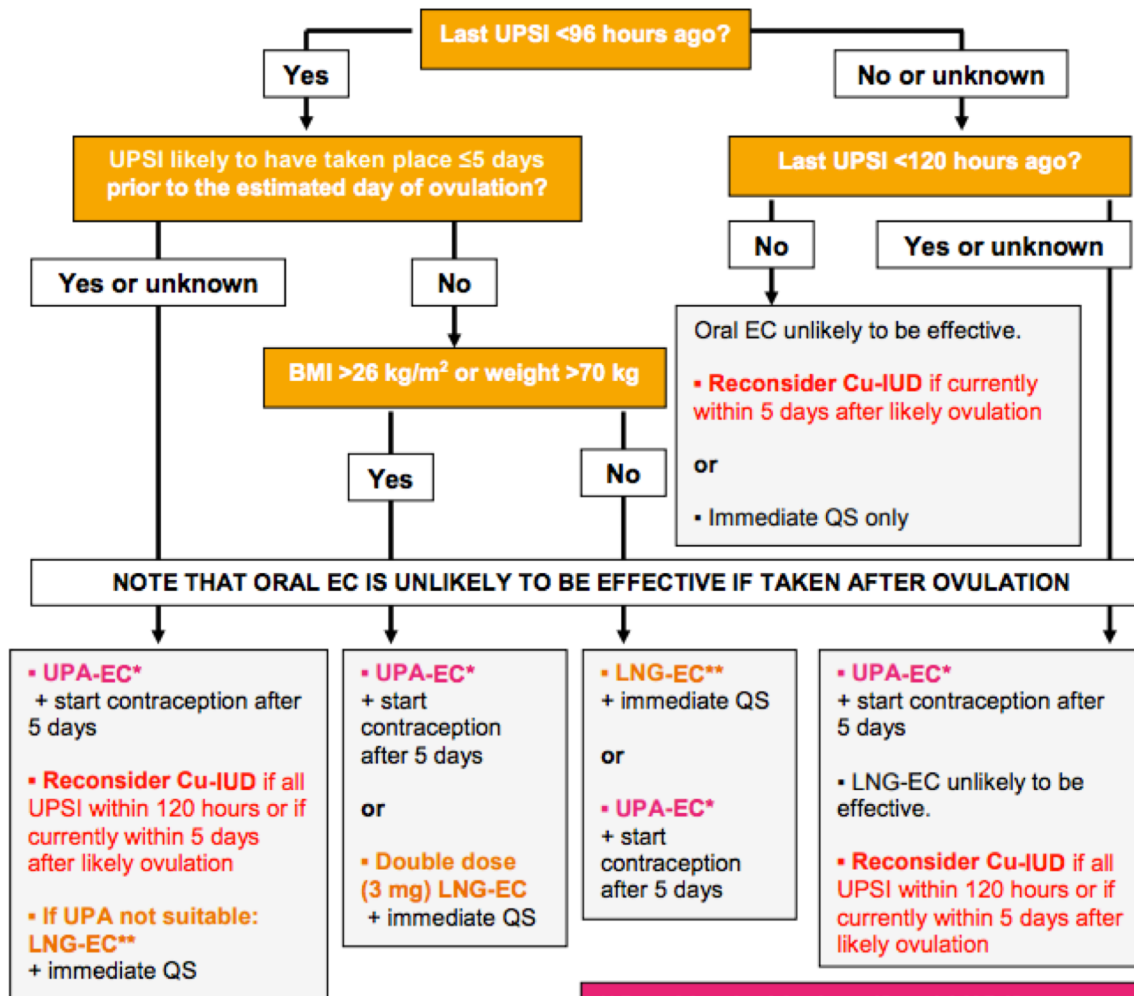 Last UPSI <96 hours ago?
Yes
No or unknown
UPSI likely to have taken place ≤5 days
prior to the estimated day of ovulation?
Last UPSI <120 hours ago?
No
Yes or unknown
Yes or unknown
No
Oral EC unlikely to be effective.
▪ Reconsider Cu-IUD if currently
within 5 days after likely ovulation
or
▪ Immediate QS only
BMI >26 kg/m² or weight >70 kg
Yes
No
NOTE THAT ORAL EC IS UNLIKELY TO BE EFFECTIVE IF TAKEN AFTER OVULATION
▪ UPA-EC*
+ start contraception after
5 days
▪ Reconsider Cu-IUD if all
UPSI within 120 hours or if
currently within 5 days
after likely ovulation
▪ If UPA not suitable:
LNG-EC**
+ immediate QS
▪ UPA-EC*
+ start
contraception
after 5 days
or
▪ Double dose
(3 mg) LNG-EC
+ immediate QS
▪ LNG-EC**
+ immediate QS
or
▪ UPA-EC*
+ start
contraception
after 5 days
▪ UPA-EC*
+ start contraception after
5 days
▪ LNG-EC unlikely to be
effective.
▪ Reconsider Cu-IUD if all
UPSI within 120 hours or if
currently within 5 days after
likely ovulation